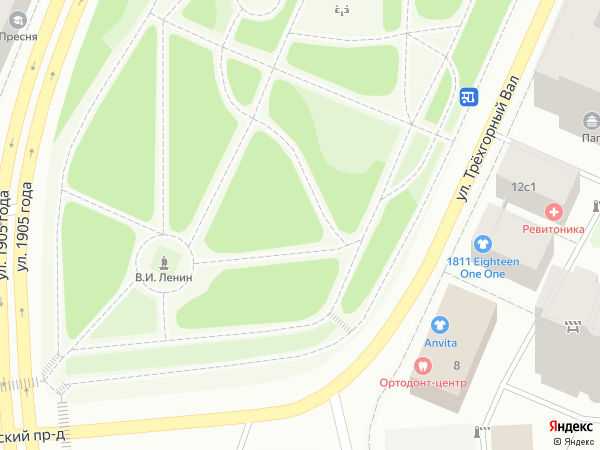 Пресня
ул. Трёхгорный Вал
Пап
12с1
Ревитоника
1811 Eighteen
One One
В.И. Ленин
ул. 1905 года
ул. 1905 года
Anvita
8
Ортодонт-центр
ский пр-д
Яндекс
© Яндекс